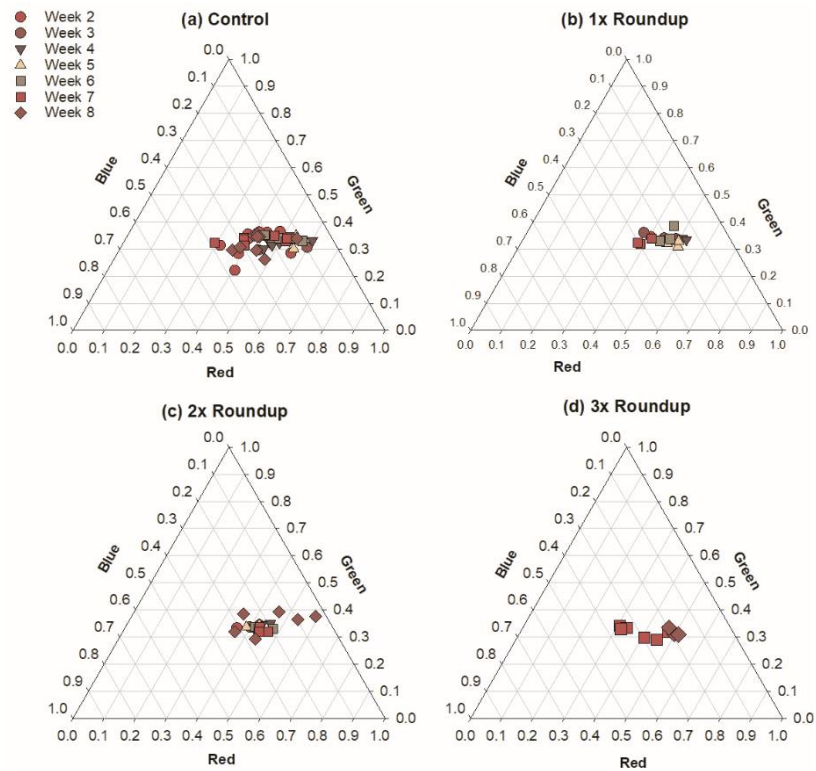 Week 2
Week 3
Week 4
Week 5
Week 6
Week 7
Week 8
(a) Control
0.0 1.0
0.1 0.9
0.2 0.8
0.3 0.7
0.4 0.6
0.5 0.5
0.6 0.4
0.7 0.3
0.8 0.2
0.9 0.1
1.0 0.0
Blue
Green
0.0 0.1 0.2 0.3 0.4 0.5 0.6 0.7 0.8 0.9 1.0
Red
(b) 1x Roundup
0.0 1.0
0.1 0.9
0.2 0.8
0.3 0.7
0.4 0.6
0.5 0.5
0.6 0.4
0.7 0.3
0.8 0.2
0.9 0.1
1.0 0.0
Blue
Green
0.0 0.1 0.2 0.3 0.4 0.5 0.6 0.7 0.8 0.9 1.0
Red
(c) 2x Roundup
0.0 1.0
0.1 0.9
0.2 0.8
0.3 0.7
0.4 0.6
0.5 0.5
0.6 0.4
0.7 0.3
0.8 0.2
0.9 0.1
1.0 0.0
Blue
Green
0.0 0.1 0.2 0.3 0.4 0.5 0.6 0.7 0.8 0.9 1.0
Red
(d) 3x Roundup
0.0 1.0
0.1 0.9
0.2 0.8
0.3 0.7
0.4 0.6
0.5 0.5
0.6 0.4
0.7 0.3
0.8 0.2
0.9 0.1
1.0 0.0
Blue
Green
0.0 0.1 0.2 0.3 0.4 0.5 0.6 0.7 0.8 0.9 1.0
Red